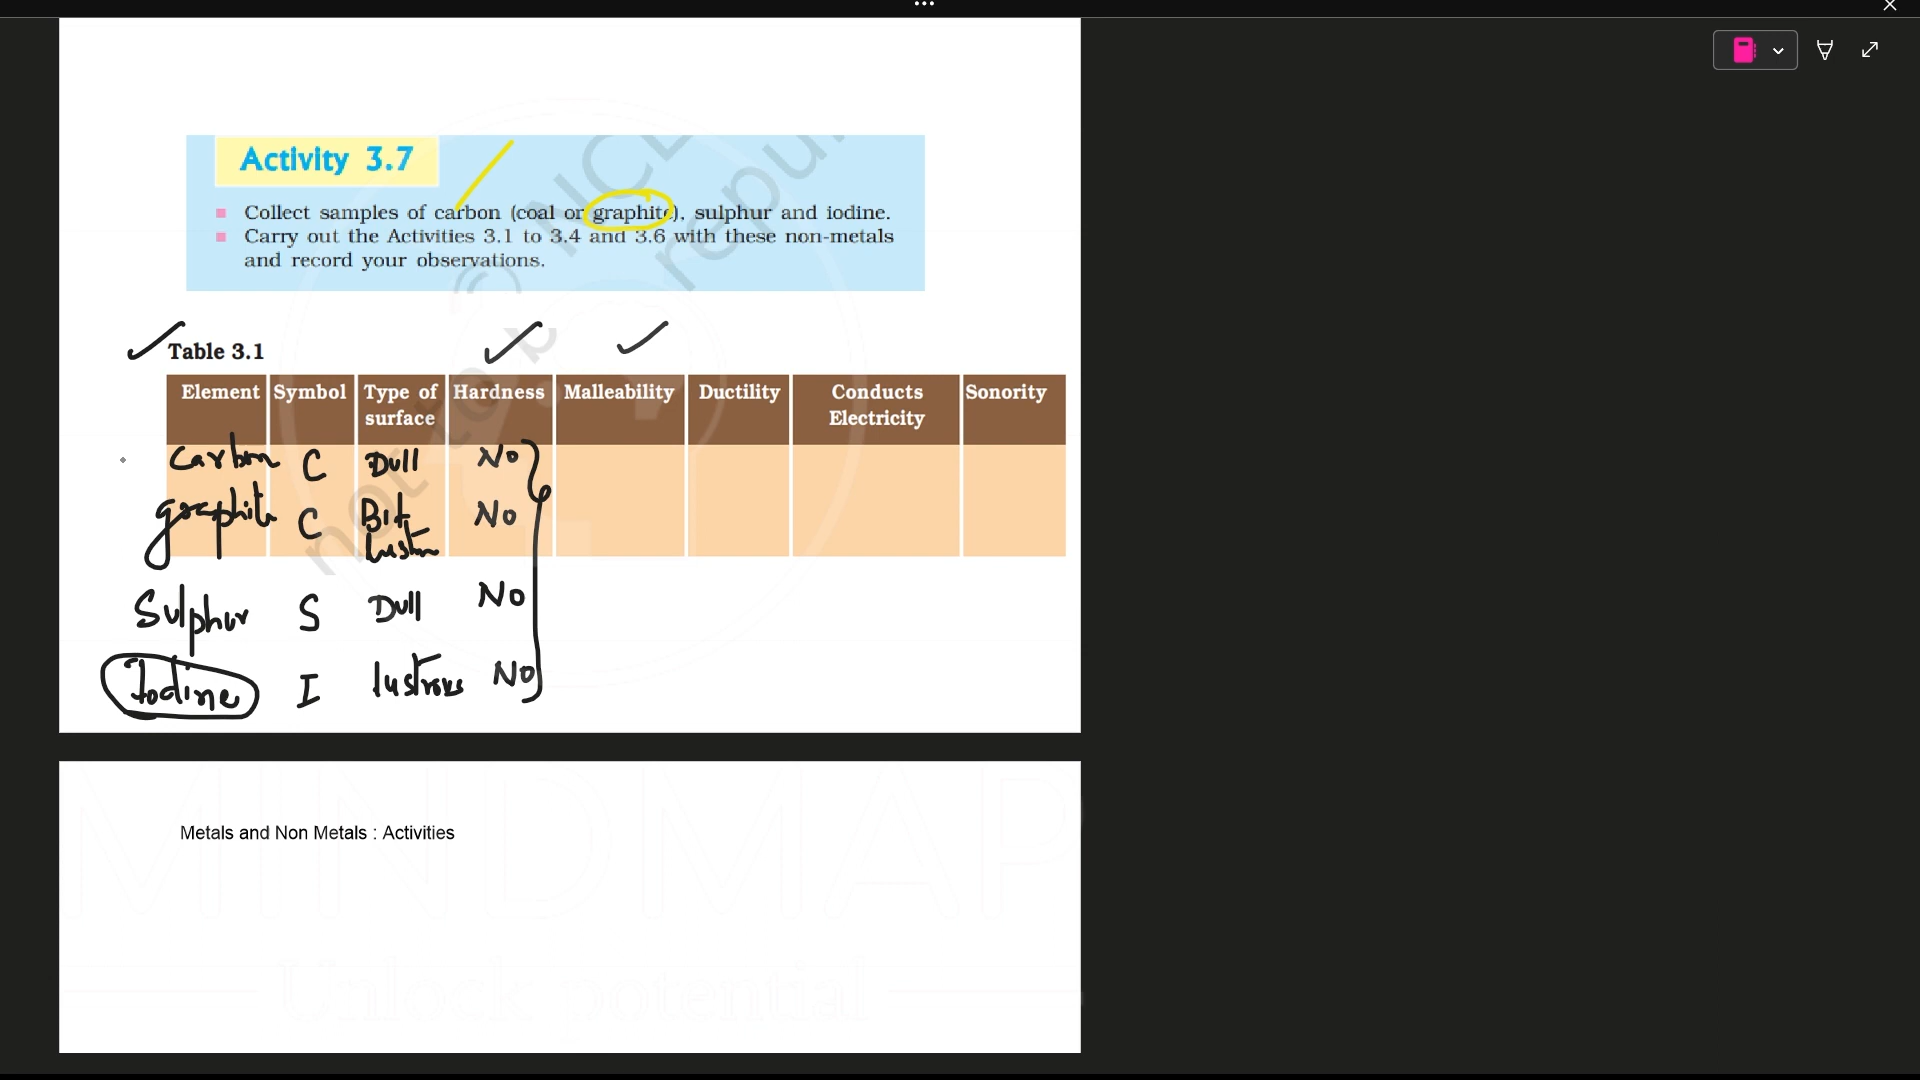 Activity 3.7
Collect samples of carbon (coal or graphite), sulphur and iodine.
Carry out the Activities 3.1 to 3.4 and 3.6 with these non-metals
and record your observations.
Table 3.1
Element Symbol Type of surface Hardness Malleability Ductility Conducts Electricity Sonority
Carbon C Dull No
graphite C Bit No
Sulphur S Dull No
Iodine I lustrous No
Metals and Non Metals : Activities
MINDMAP
Unlock potential